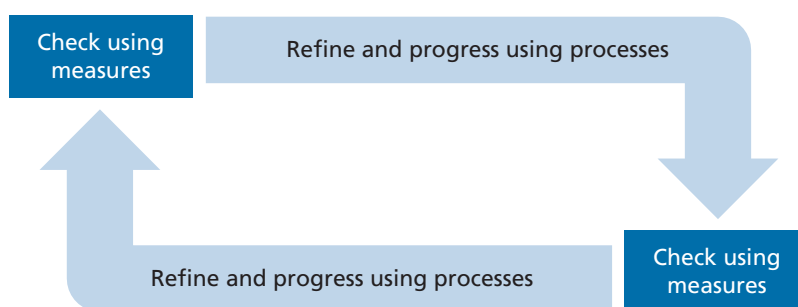 Check using
measures
Refine and progress using processes
Check using
measures
Refine and progress using processes